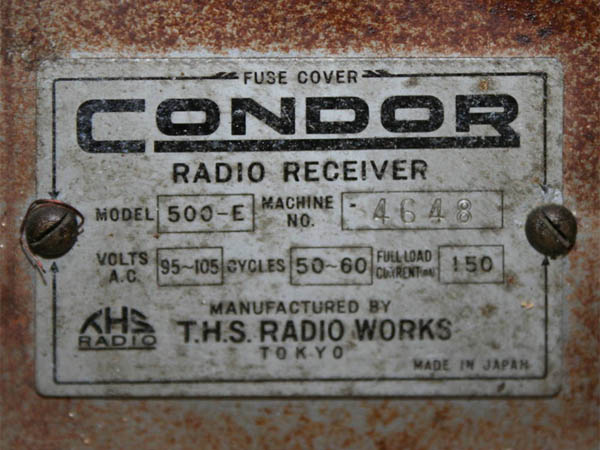 FUSE COVER
CONDOR
RADIO RECEIVER
MODEL 500-E MACHINE NO. -4648
VOLTS A.C. 95~105 CYCLES 50~60 FULL LOAD CURRENT 150
THS RADIO
MANUFACTURED BY
T.H.S. RADIO WORKS
TOKYO
MADE IN JAPAN